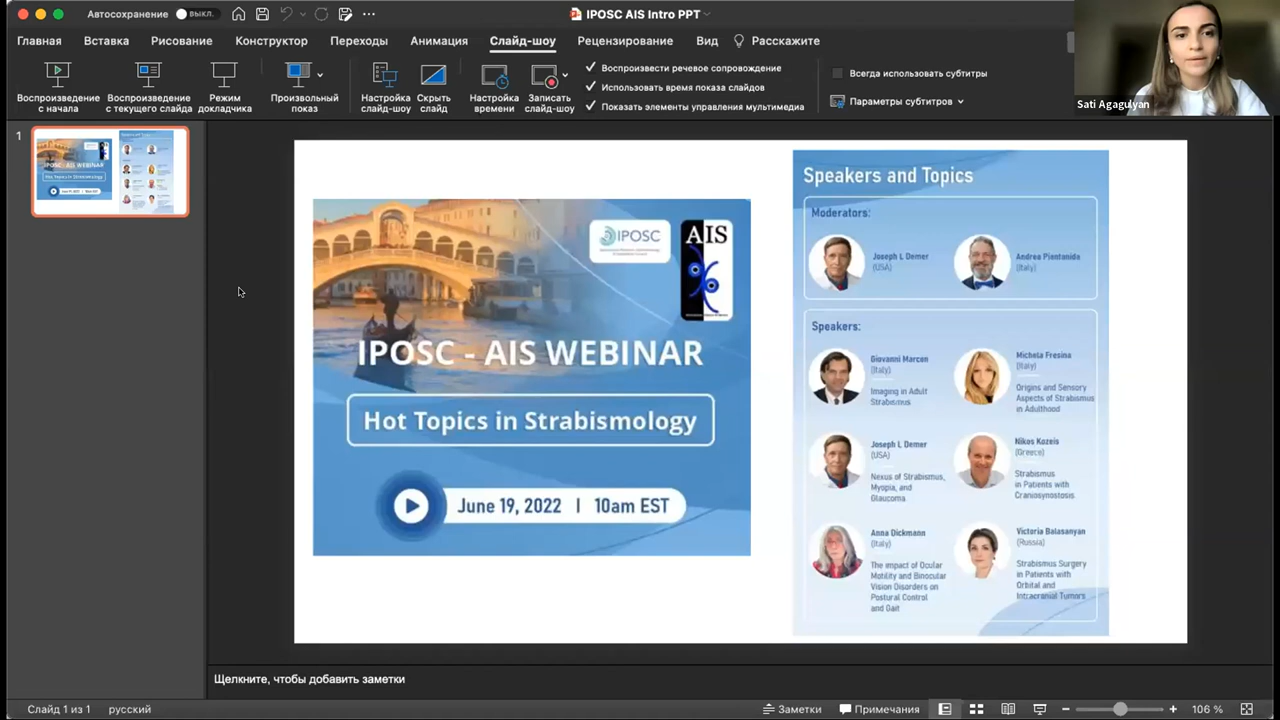 Автосохранение
ВЫКЛ.
IPOSC AIS Intro PPT
Главная
Вставка
Рисование
Конструктор
Переходы
Анимация
Слайд-шоу
Рецензирование
Вид
Расскажите
Воспроизведение
с начала
Воспроизведение
с текущего слайда
Режим
докладчика
Произвольный
показ
Настройка
слайд-шоу
Скрыть
слайд
Настройка
времени
Записать
слайд-шоу
Воспроизвести речевое сопровождение
Использовать время показа слайдов
Показать элементы управления мультимедиа
Всегда использовать субтитры
Параметры субтитров
Sati Agagulyan
1
IPOSC
AIS
IPOSC - AIS WEBINAR
Hot Topics in Strabismology
June 19, 2022 | 10am EST
Speakers and Topics
Moderators:
Joseph L Demer
(USA)
Andrea Piantanida
(Italy)
Speakers:
Giovanni Marcon
(Italy)
Imaging in Adult
Strabismus
Michela Fresina
(Italy)
Origins and Sensory
Aspects of Strabismus
in Adulthood
Joseph L Demer
(USA)
Nexus of Strabismus,
Myopia, and
Glaucoma
Nikos Kozeis
(Greece)
Strabismus
in Patients with
Craniosynostosis
Anna Dickmann
(Italy)
The impact of Ocular
Motility and Binocular
Vision Disorders on
Postural Control
and Gait
Victoria Balasanyan
(Russia)
Strabismus Surgery
in Patients with
Orbital and
Intracranial Tumors
Щелкните, чтобы добавить заметки
Слайд 1 из 1
русский
Заметки
Примечания
106 %